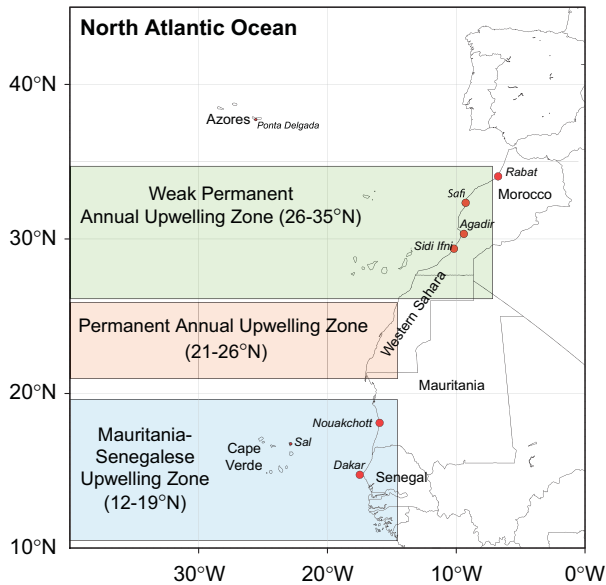 North Atlantic Ocean
40°N
Azores
Ponta Delgada
Weak Permanent
Annual Upwelling Zone (26-35°N)
Rabat
Safi
Morocco
30°N
Agadir
Sidi Ifni
Western Sahara
Permanent Annual Upwelling Zone
(21-26°N)
20°N
Mauritania
Nouakchott
Mauritania-
Senegalese
Upwelling Zone
(12-19°N)
Cape
Verde
Sal
Dakar
Senegal
10°N
30°W
20°W
10°W
0°W